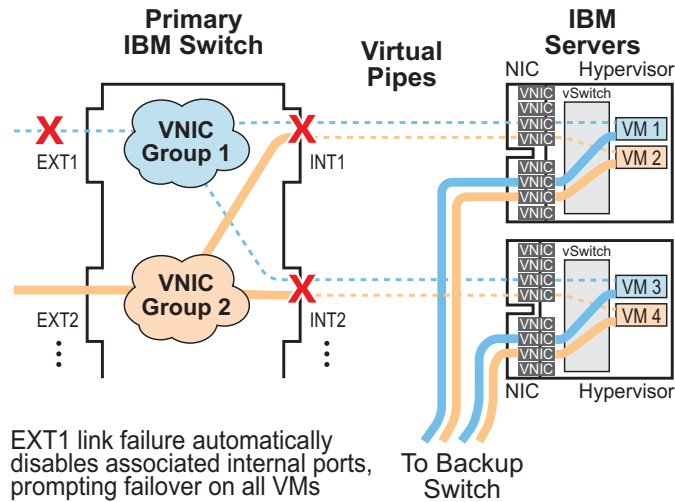 Primary
IBM Switch
Virtual
Pipes
IBM
Servers
NIC
Hypervisor
EXT1
VNIC
Group 1
INT1
VNIC
VNIC
VNIC
VNIC
vSwitch
VM 1
VM 2
VNIC
VNIC
VNIC
VNIC
EXT2
VNIC
Group 2
INT2
VNIC
VNIC
VNIC
VNIC
vSwitch
VM 3
VM 4
VNIC
VNIC
VNIC
VNIC
NIC
Hypervisor
EXT1 link failure automatically
disables associated internal ports,
prompting failover on all VMs
To Backup
Switch